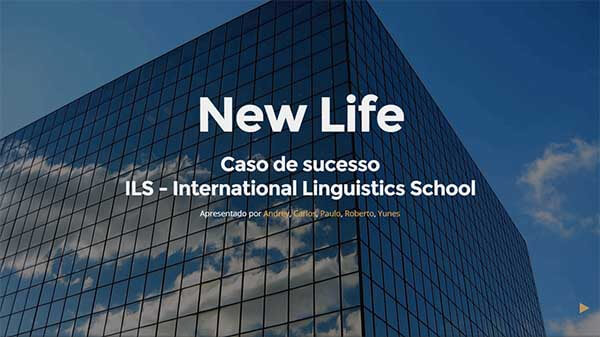 New Life
Caso de sucesso
ILS - International Linguistics School
Apresentado por Andrey, Carlos, Paulo, Roberto, Yunes